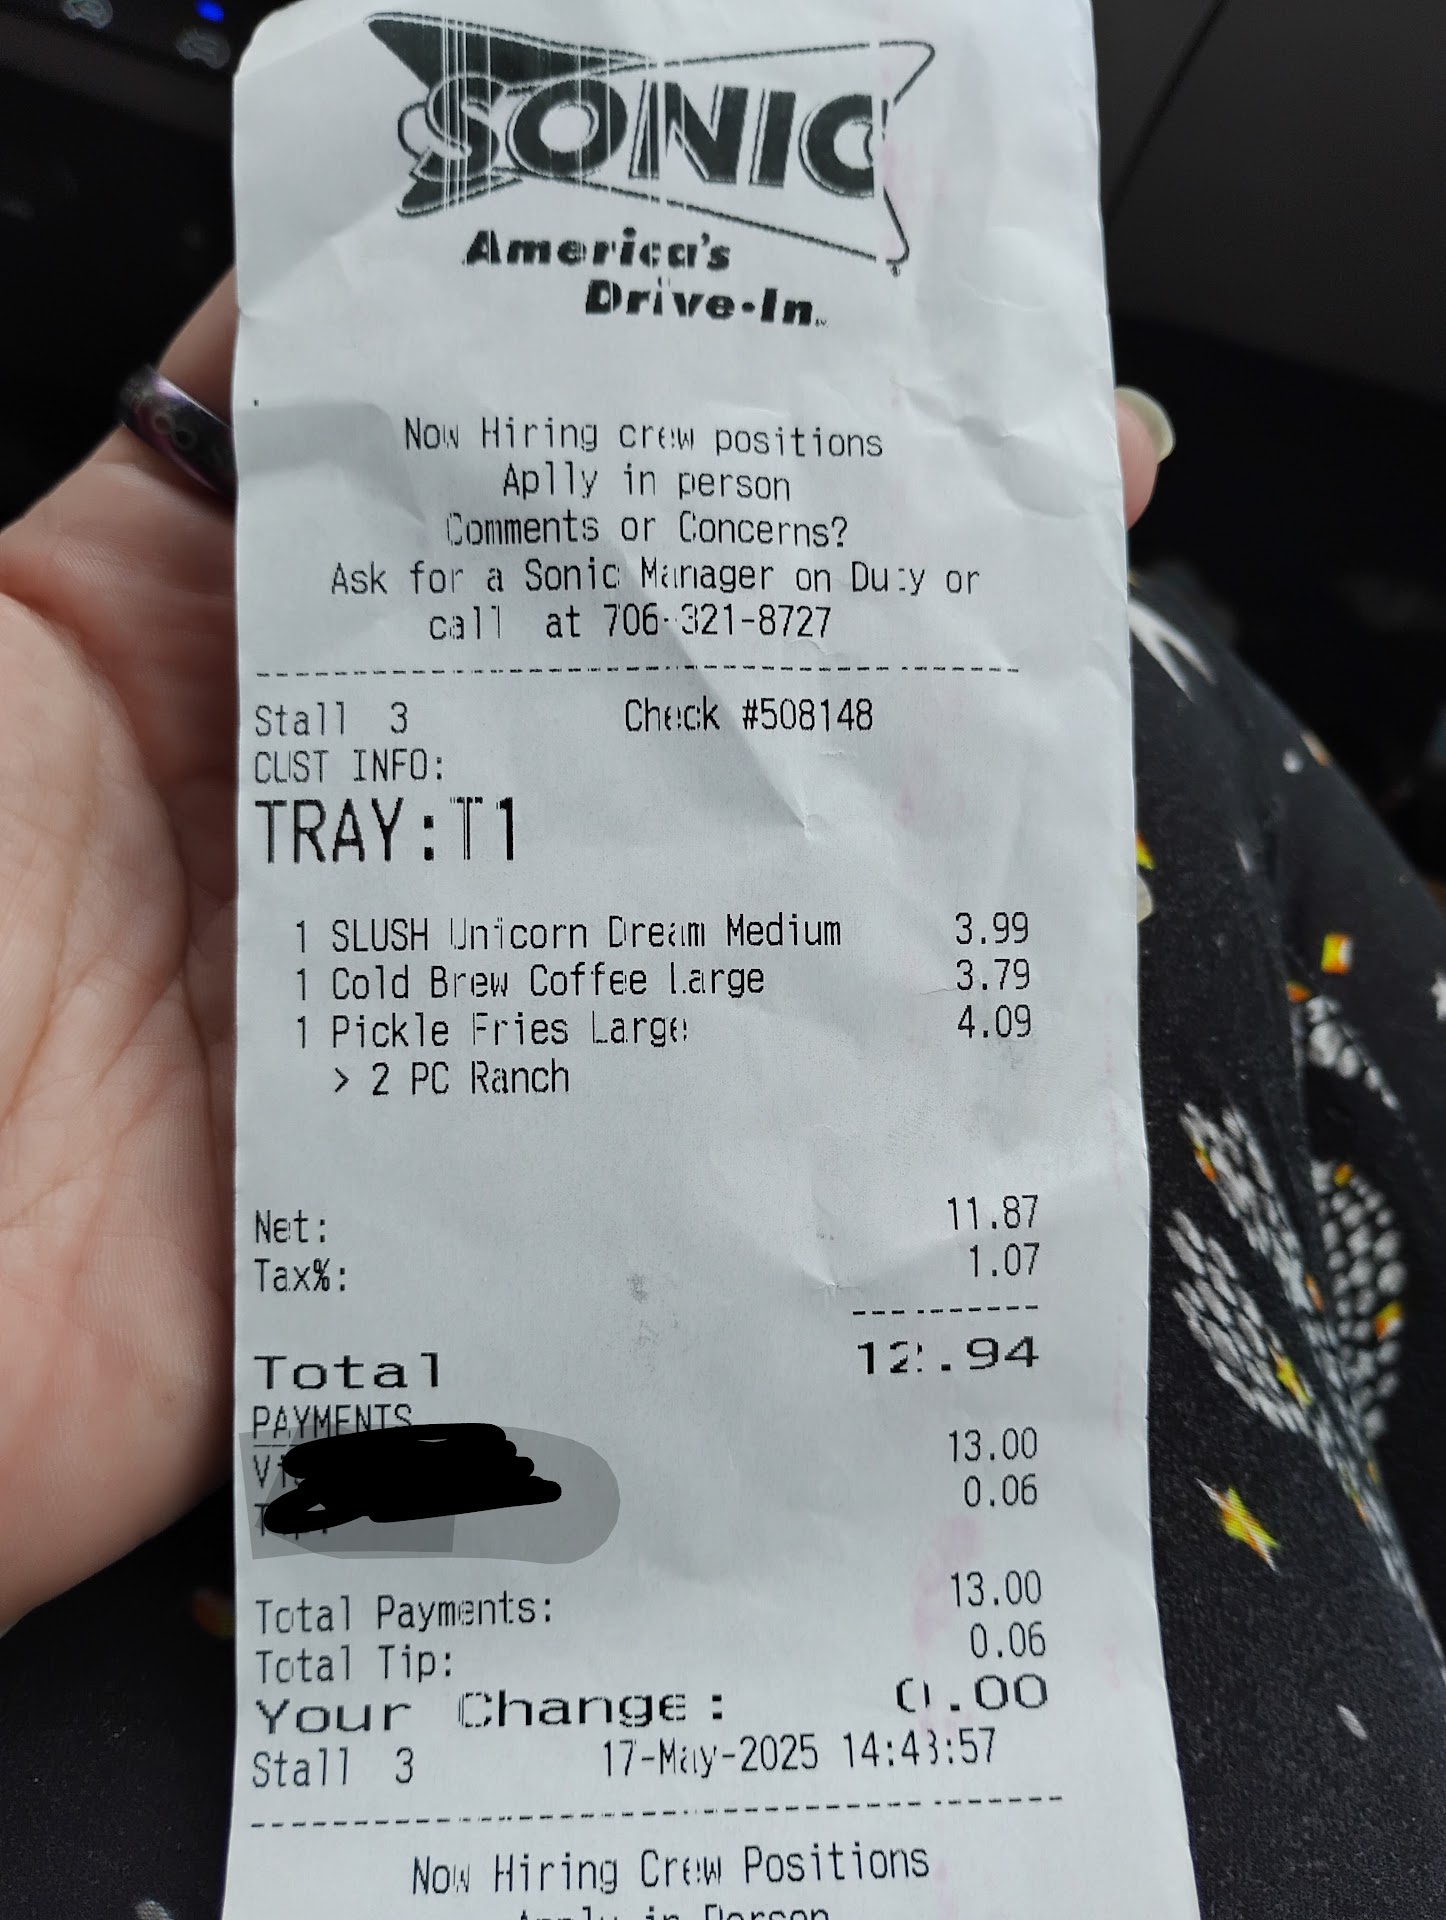 SONIC
America's
Drive-In
Now Hiring crew positions
Aplly in person
Comments or Concerns?
Ask for a Sonic Manager on Duty or
call at 706-321-8727
Stall 3 Check #508148
CUST INFO:
TRAY:T1
1 SLUSH Unicorn Dream Medium 3.99
1 Cold Brew Coffee Large 3.79
1 Pickle Fries Large 4.09
> 2 PC Ranch
Net: 11.87
Tax%: 1.07
Total 12.94
PAYMENTS
13.00
0.06
Total Payments: 13.00
Total Tip: 0.06
Your Change: 0.00
Stall 3 17-May-2025 14:43:57
Now Hiring Crew Positions
Apply in Person